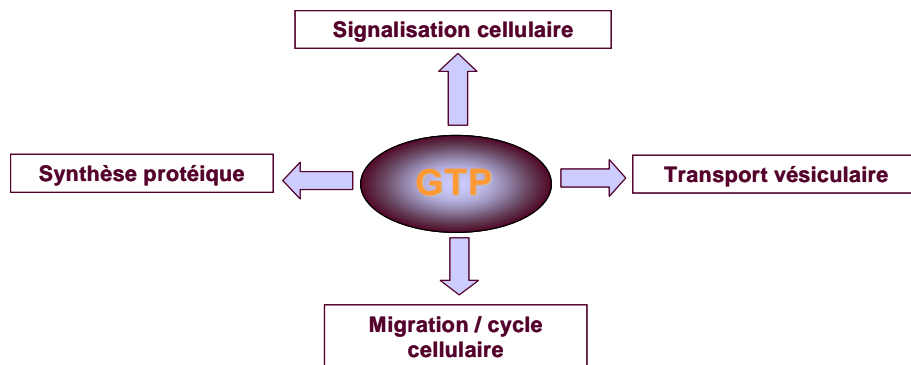 Signalisation cellulaire
Synthèse protéique
GTP
Transport vésiculaire
Migration / cycle
cellulaire